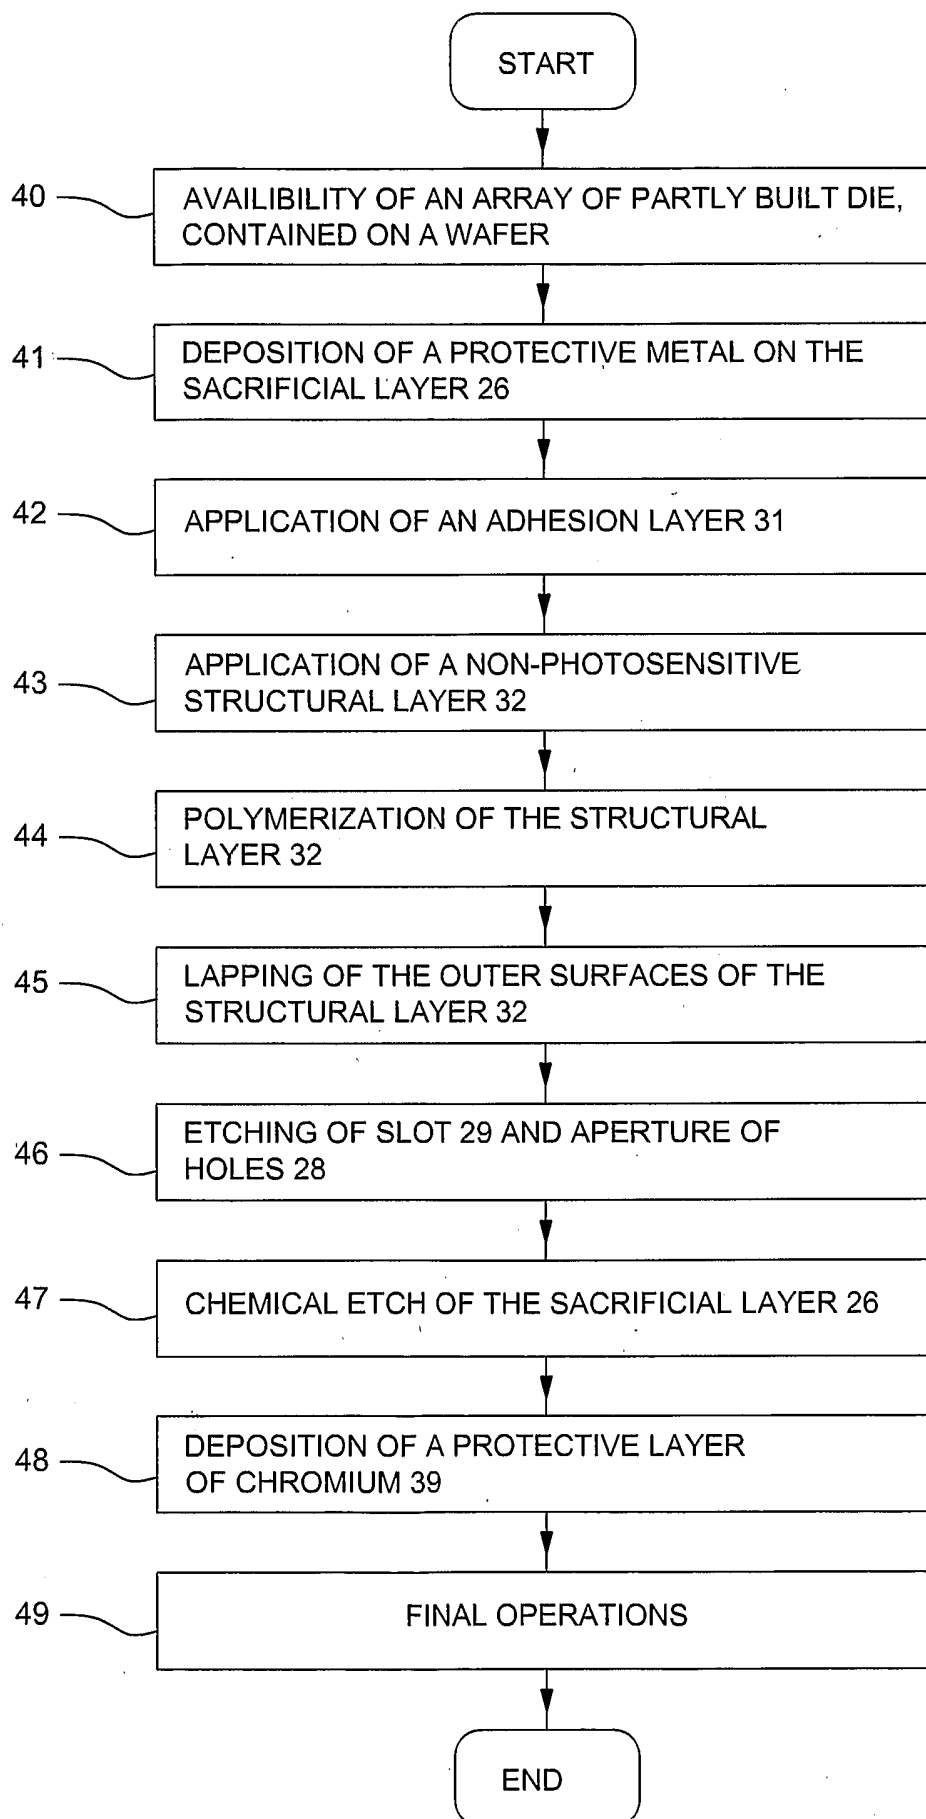 START
40
AVAILIBILITY OF AN ARRAY OF PARTLY BUILT DIE,
CONTAINED ON A WAFER
41
DEPOSITION OF A PROTECTIVE METAL ON THE
SACRIFICIAL LAYER 26
42
APPLICATION OF AN ADHESION LAYER 31
43
APPLICATION OF A NON-PHOTOSENSITIVE
STRUCTURAL LAYER 32
44
POLYMERIZATION OF THE STRUCTURAL
LAYER 32
45
LAPPING OF THE OUTER SURFACES OF THE
STRUCTURAL LAYER 32
46
ETCHING OF SLOT 29 AND APERTURE OF
HOLES 28
47
CHEMICAL ETCH OF THE SACRIFICIAL LAYER 26
48
DEPOSITION OF A PROTECTIVE LAYER
OF CHROMIUM 39
49
FINAL OPERATIONS
END